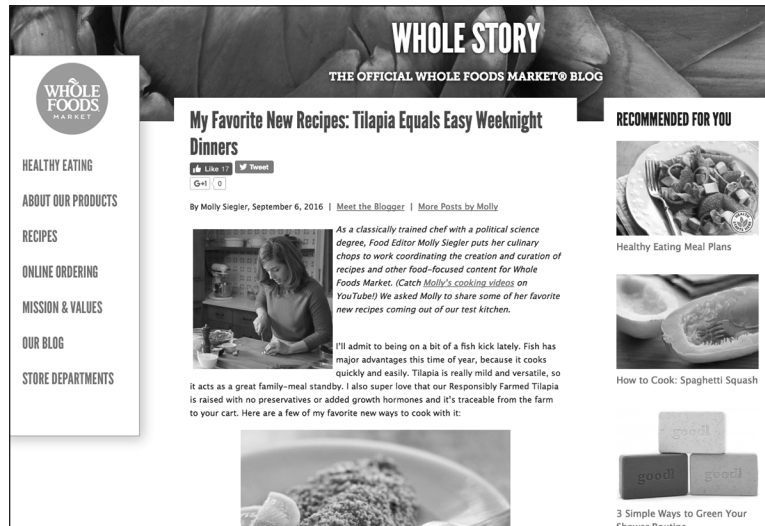 WHOLE STORY
THE OFFICIAL WHOLE FOODS MARKET® BLOG
WHOLE
FOODS
MARKET
HEALTHY EATING
ABOUT OUR PRODUCTS
RECIPES
ONLINE ORDERING
MISSION & VALUES
OUR BLOG
STORE DEPARTMENTS
My Favorite New Recipes: Tilapia Equals Easy Weeknight
Dinners
Like 17
Tweet
G+1 0
By Molly Siegler, September 6, 2016 | Meet the Blogger | More Posts by Molly
As a classically trained chef with a political science
degree, Food Editor Molly Siegler puts her culinary
chops to work coordinating the creation and curation of
recipes and other food-focused content for Whole
Foods Market. (Catch Molly's cooking videos on
YouTube!) We asked Molly to share some of her favorite
new recipes coming out of our test kitchen.
I'll admit to being on a bit of a fish kick lately. Fish has
major advantages this time of year, because it cooks
quickly and easily. Tilapia is really mild and versatile, so
it acts as a great family-meal standby. I also super love that our Responsibly Farmed Tilapia
is raised with no preservatives or added growth hormones and it's traceable from the farm
to your cart. Here are a few of my favorite new ways to cook with it:
RECOMMENDED FOR YOU
Healthy Eating Meal Plans
How to Cook: Spaghetti Squash
good!
good!
good!
3 Simple Ways to Green Your
Shower Routine